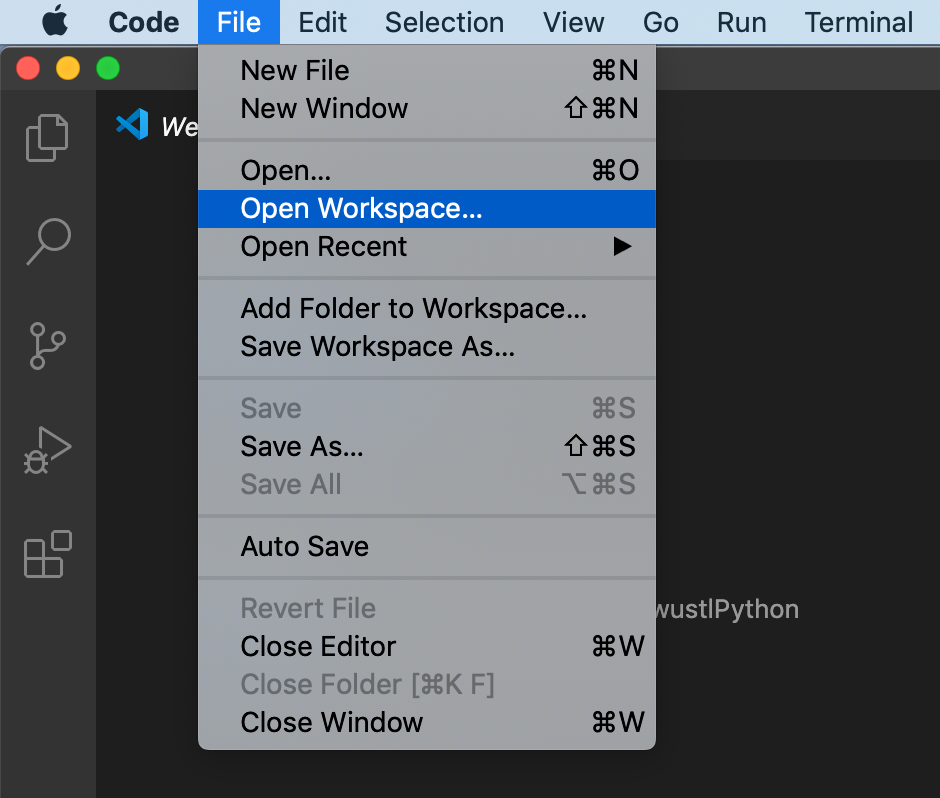 Code File Edit Selection View Go Run Terminal
New File ⌘N
New Window ⇧⌘N
We
Open... ⌘O
Open Workspace...
Open Recent ▶
Add Folder to Workspace...
Save Workspace As...
Save ⌘S
Save As... ⇧⌘S
Save All ⌥⌘S
Auto Save
Revert File
wustlPython
Close Editor ⌘W
Close Folder [⌘K F]
Close Window ⌘W